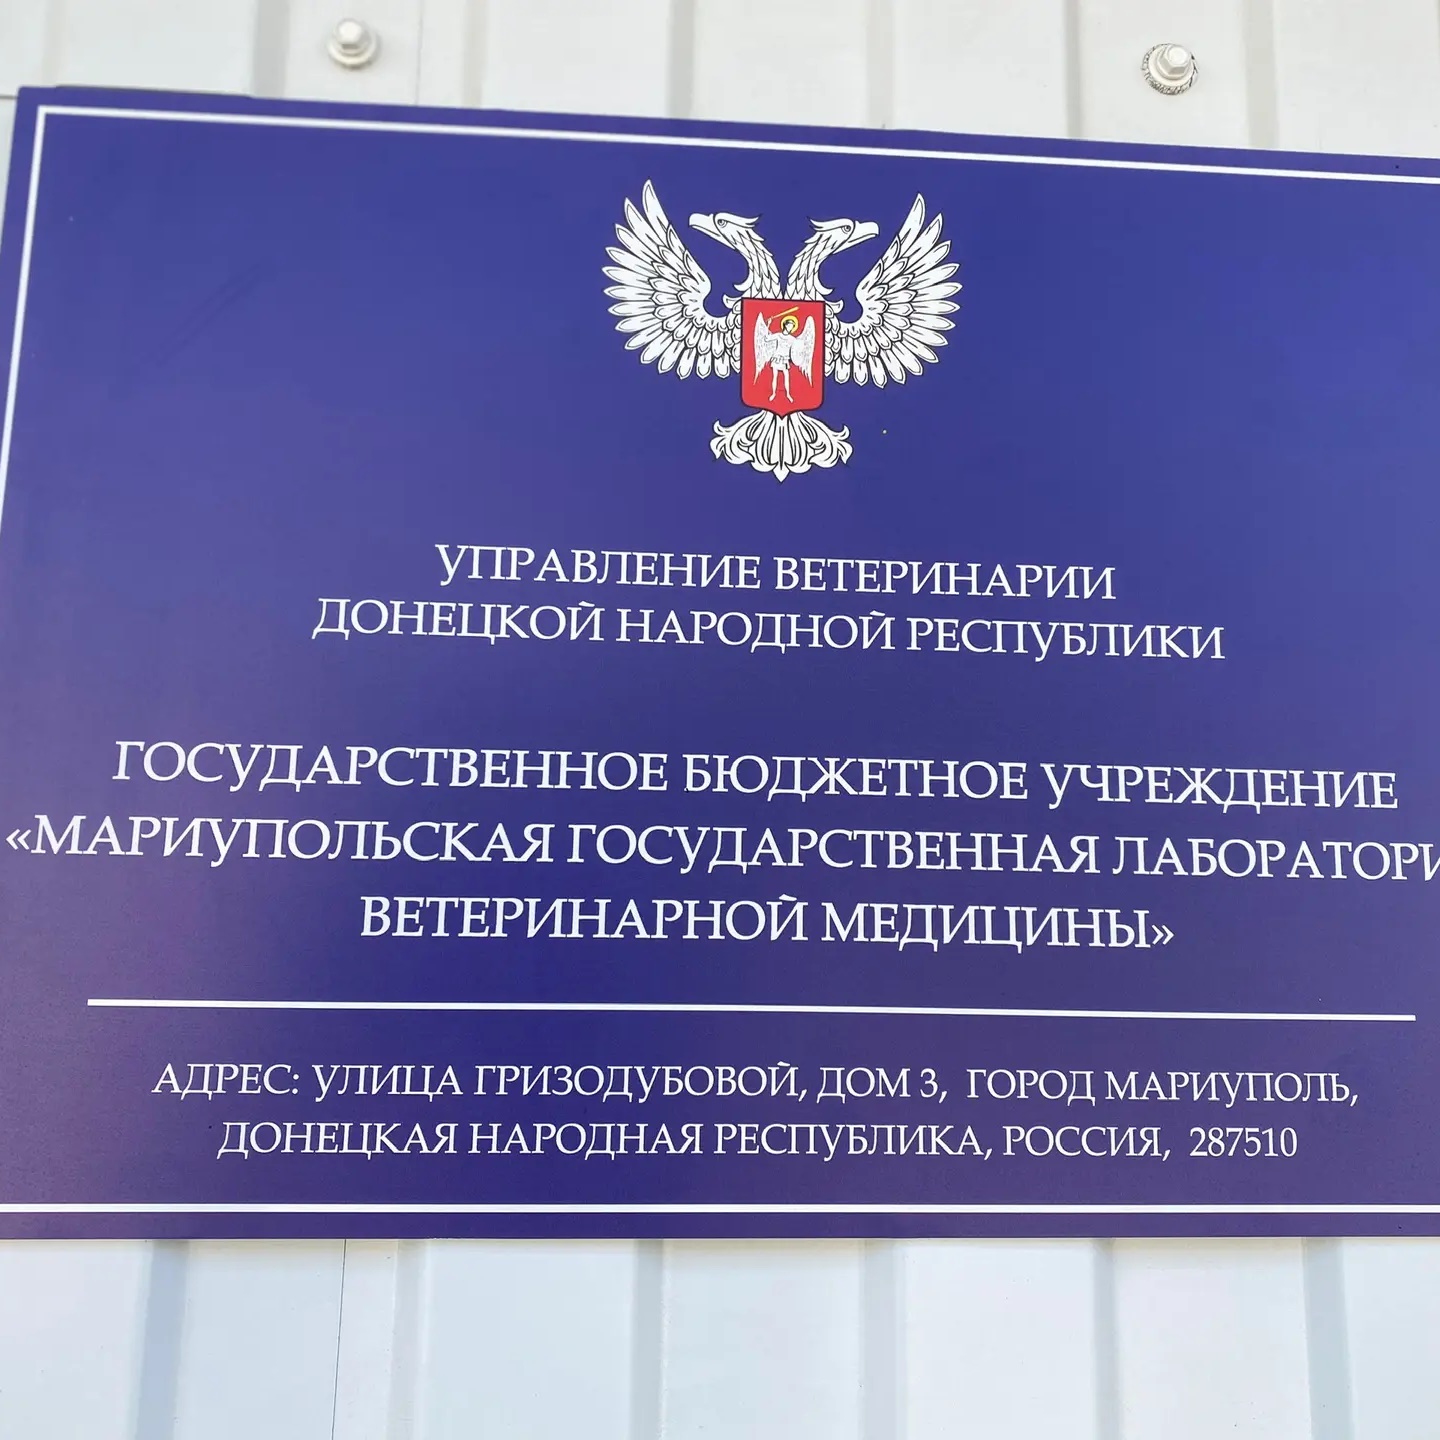 УПРАВЛЕНИЕ ВЕТЕРИНАРИИ
ДОНЕЦКОЙ НАРОДНОЙ РЕСПУБЛИКИ
ГОСУДАРСТВЕННОЕ БЮДЖЕТНОЕ УЧРЕЖДЕНИЕ
«МАРИУПОЛЬСКАЯ ГОСУДАРСТВЕННАЯ ЛАБОРАТОРИ
ВЕТЕРИНАРНОЙ МЕДИЦИНЫ»
АДРЕС: УЛИЦА ГРИЗОДУБОВОЙ, ДОМ 3, ГОРОД МАРИУПОЛЬ,
ДОНЕЦКАЯ НАРОДНАЯ РЕСПУБЛИКА, РОССИЯ, 287510